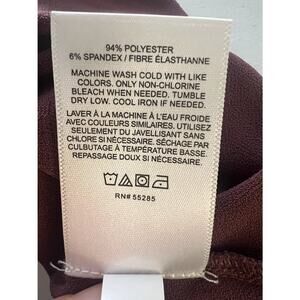 94% POLYESTER
6% SPANDEX / FIBRE ÉLASTHANNE
MACHINE WASH COLD WITH LIKE
COLORS. ONLY NON-CHLORINE
BLEACH WHEN NEEDED. TUMBLE
DRY LOW. COOL IRON IF NEEDED.
LAVER À LA MACHINE À L'EAU FROIDE
AVEC COULEURS SIMILAIRES. UTILISEZ
SEULEMENT DU JAVELLISANT SANS
CHLORE SI NÉCESSAIRE. SÉCHAGE PAR
CULBUTAGE À TEMPÉRATURE BASSE.
REPASSAGE DOUX SI NÉCESSAIRE.
RN# 55285